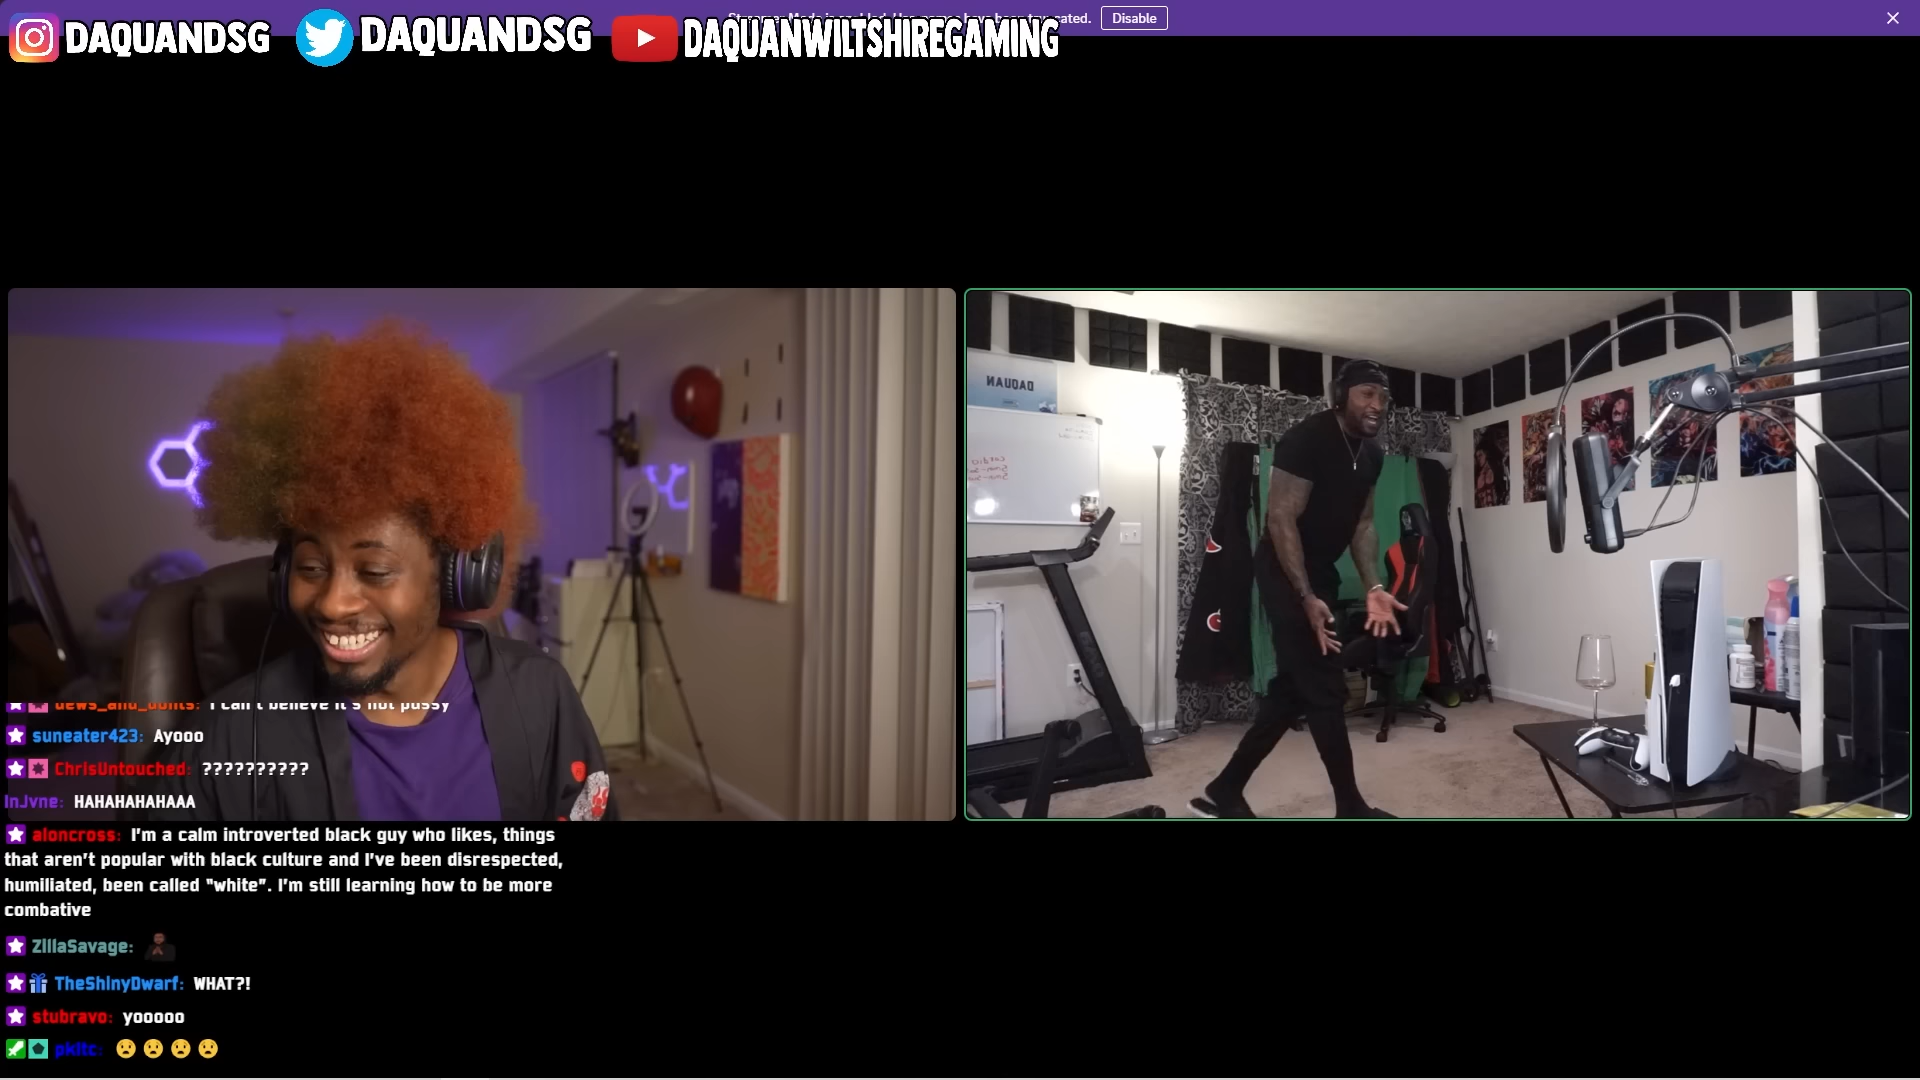 DAQUANDSG DAQUANDSG DAQUANWILTSHIREGAMING
Disable
NAUQAD
suneater423: Ayooo
ChrisUntouched: ??????????
InJvne: HAHAHAHAHAAA
aloncross: I'm a calm introverted black guy who likes, things
that aren't popular with black culture and I've been disrespected,
humiliated, been called "white". I'm still learning how to be more
combative
ZillaSavage:
TheShinyDwarf: WHAT?!
stubravo: yooooo
pkltc: 😧 😧 😧 😧